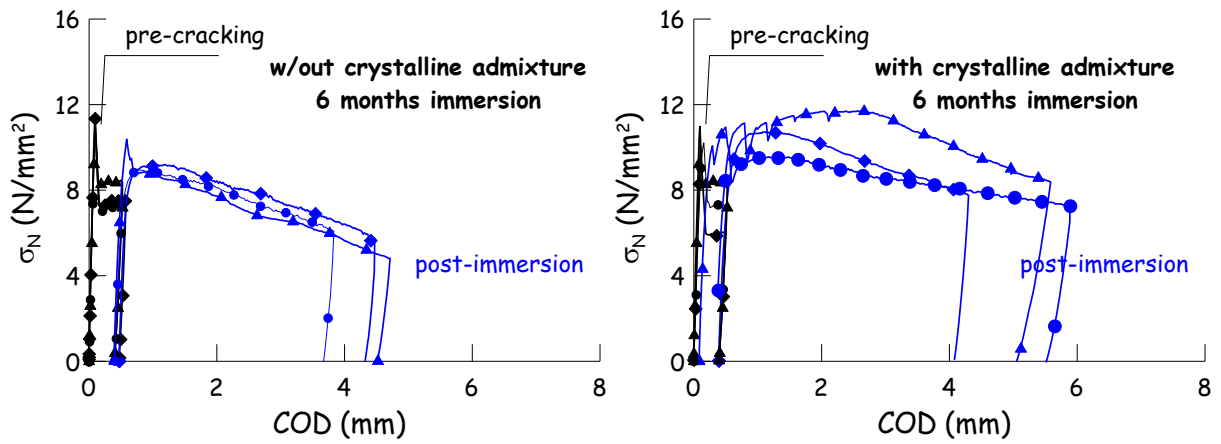 16
12
8
4
0
σN (N/mm²)
pre-cracking
w/out crystalline admixture
6 months immersion
post-immersion
0 2 4 6 8
COD (mm)
16
12
8
4
0
σN (N/mm²)
pre-cracking
with crystalline admixture
6 months immersion
post-immersion
0 2 4 6 8
COD (mm)